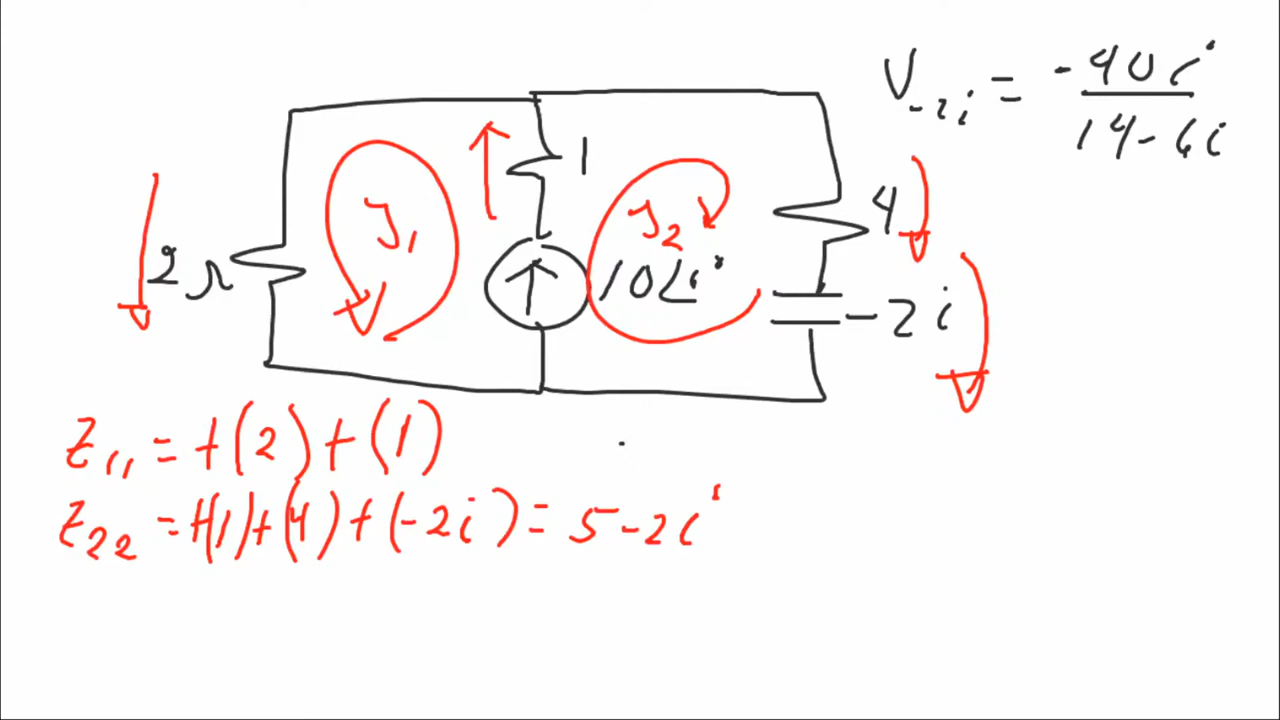 V₋₂ᵢ = -40i / 14-6i
1
2Ω
J₁
J₂
10∠i
4
-2i
Z₁₁ = +(2)+(1)
Z₂₂ = +(1)+(4)+(-2i) = 5-2i